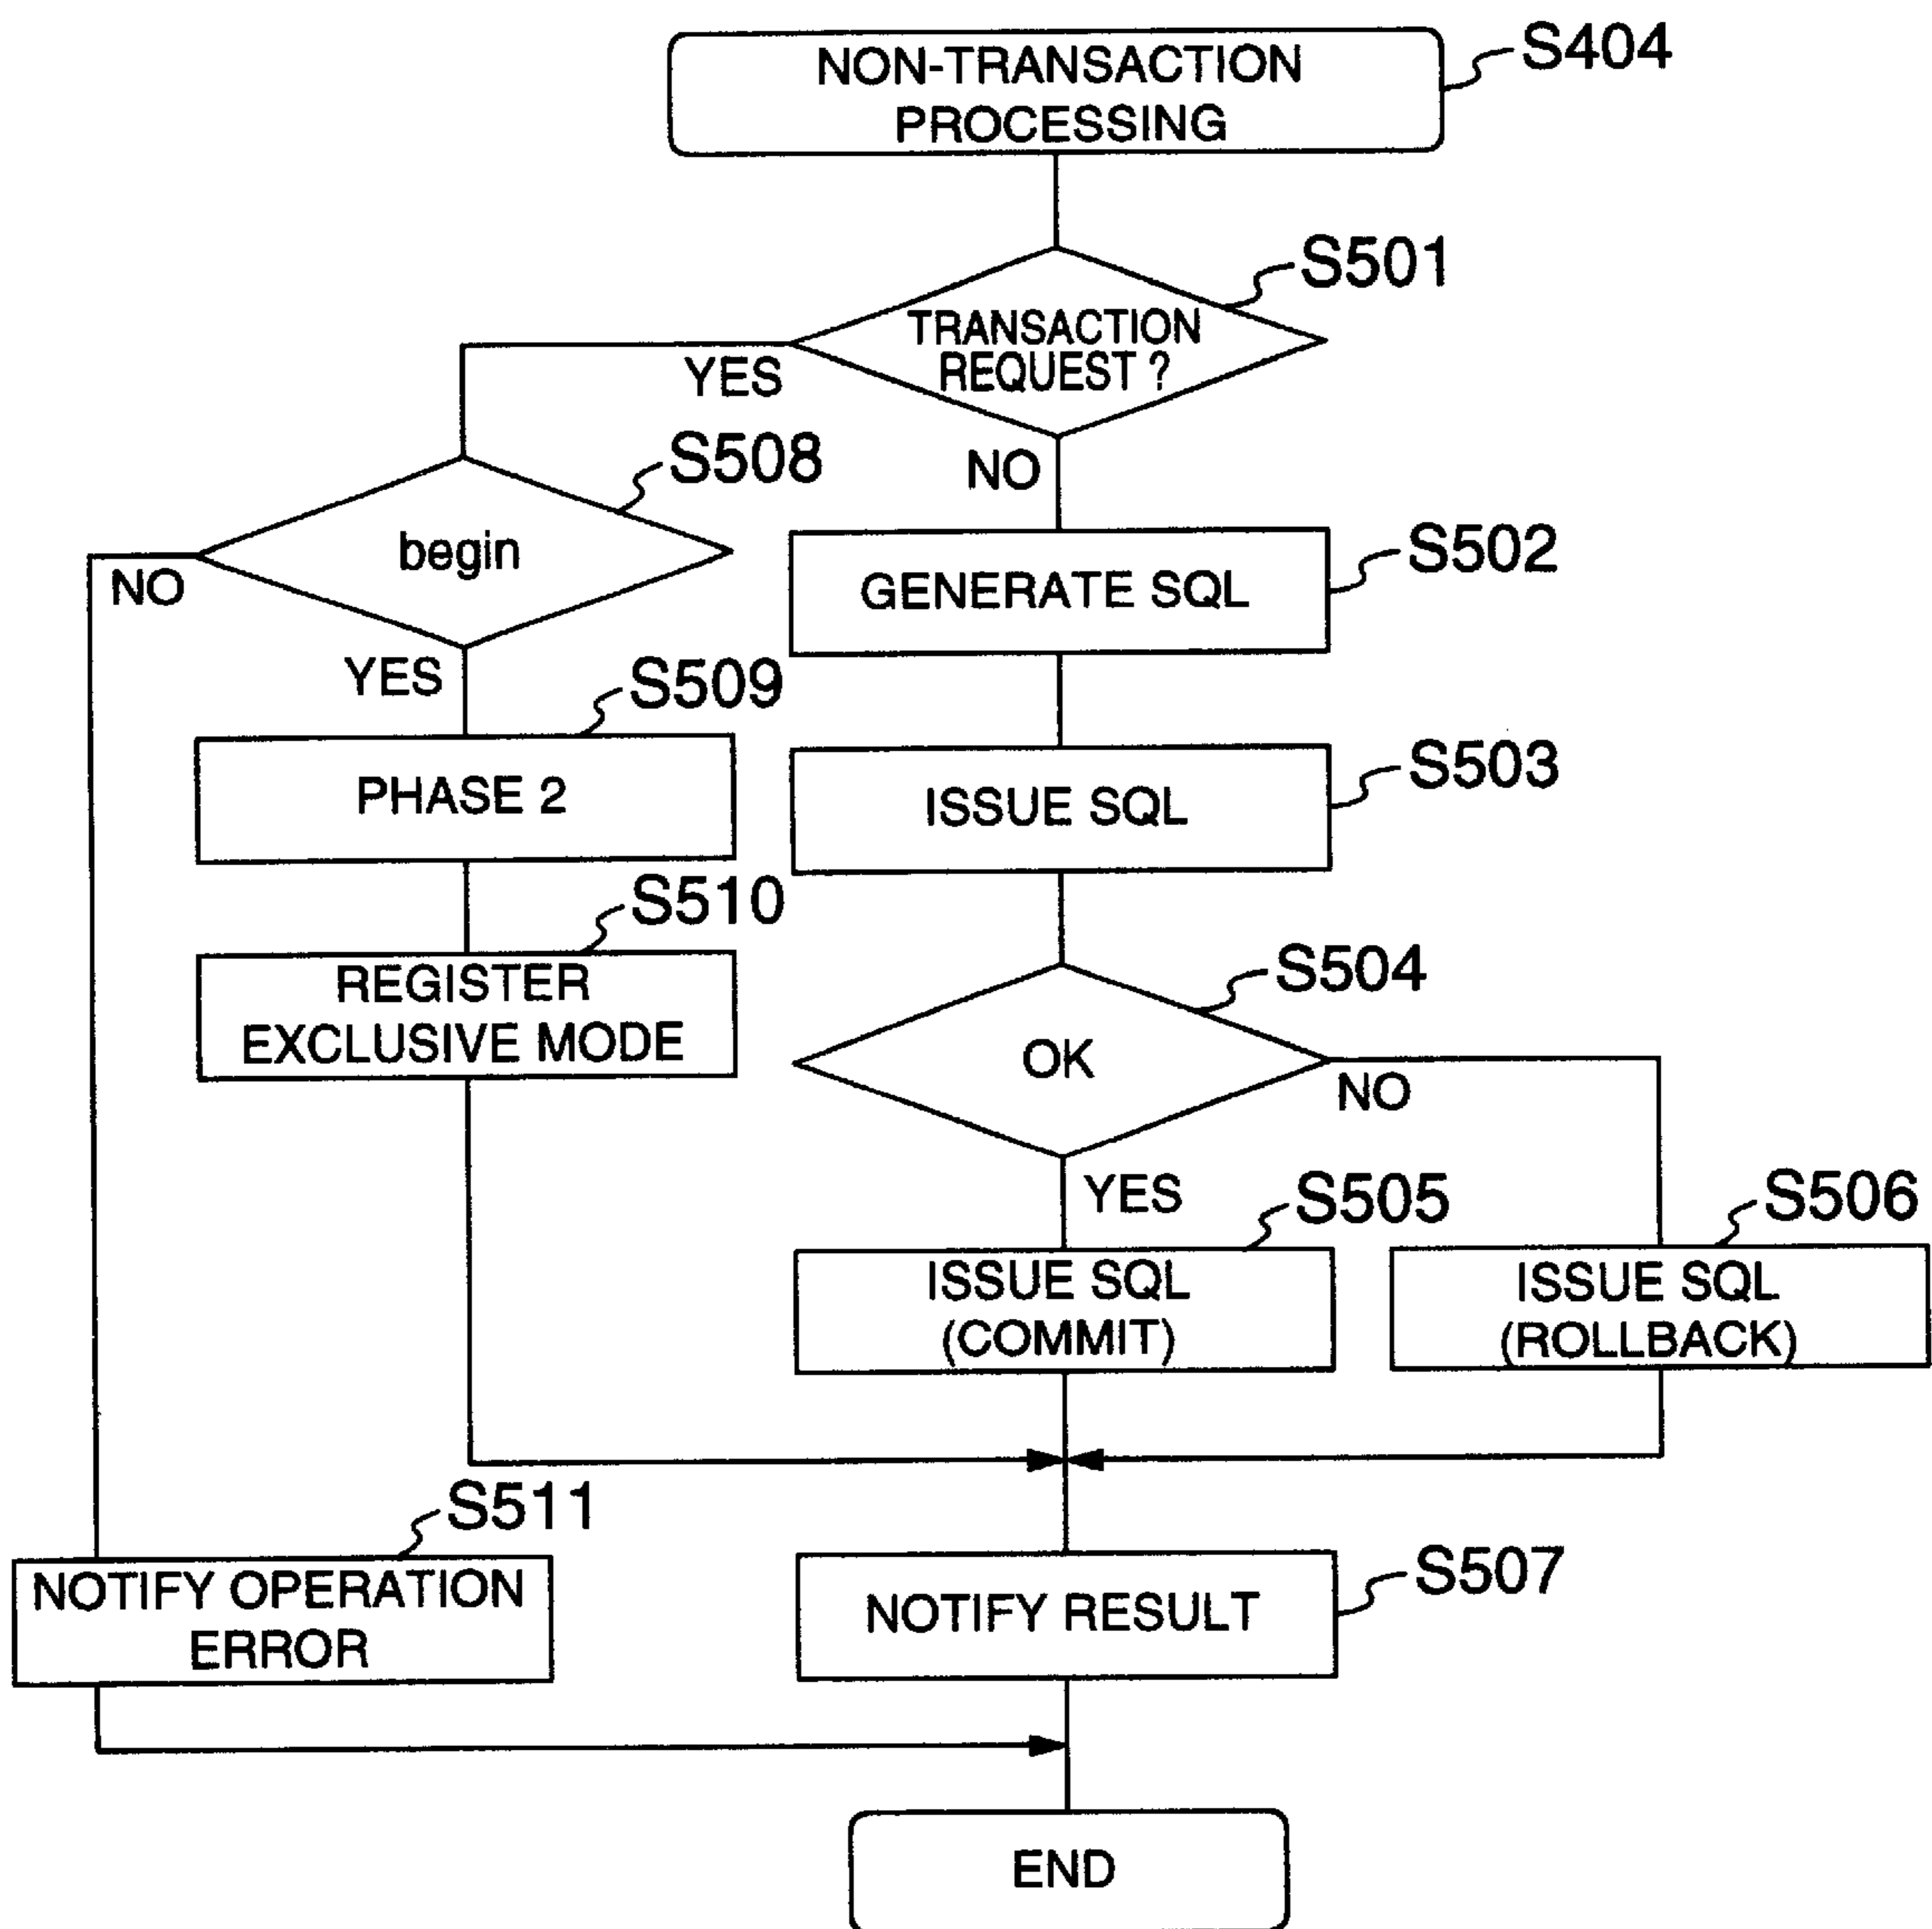 NON-TRANSACTION
PROCESSING
S404
S501
TRANSACTION
REQUEST ?
YES
NO
S508
begin
NO
YES
S502
GENERATE SQL
S509
PHASE 2
S503
ISSUE SQL
S510
REGISTER
EXCLUSIVE MODE
S504
OK
NO
YES
S505
ISSUE SQL
(COMMIT)
S506
ISSUE SQL
(ROLLBACK)
S511
NOTIFY OPERATION
ERROR
S507
NOTIFY RESULT
END